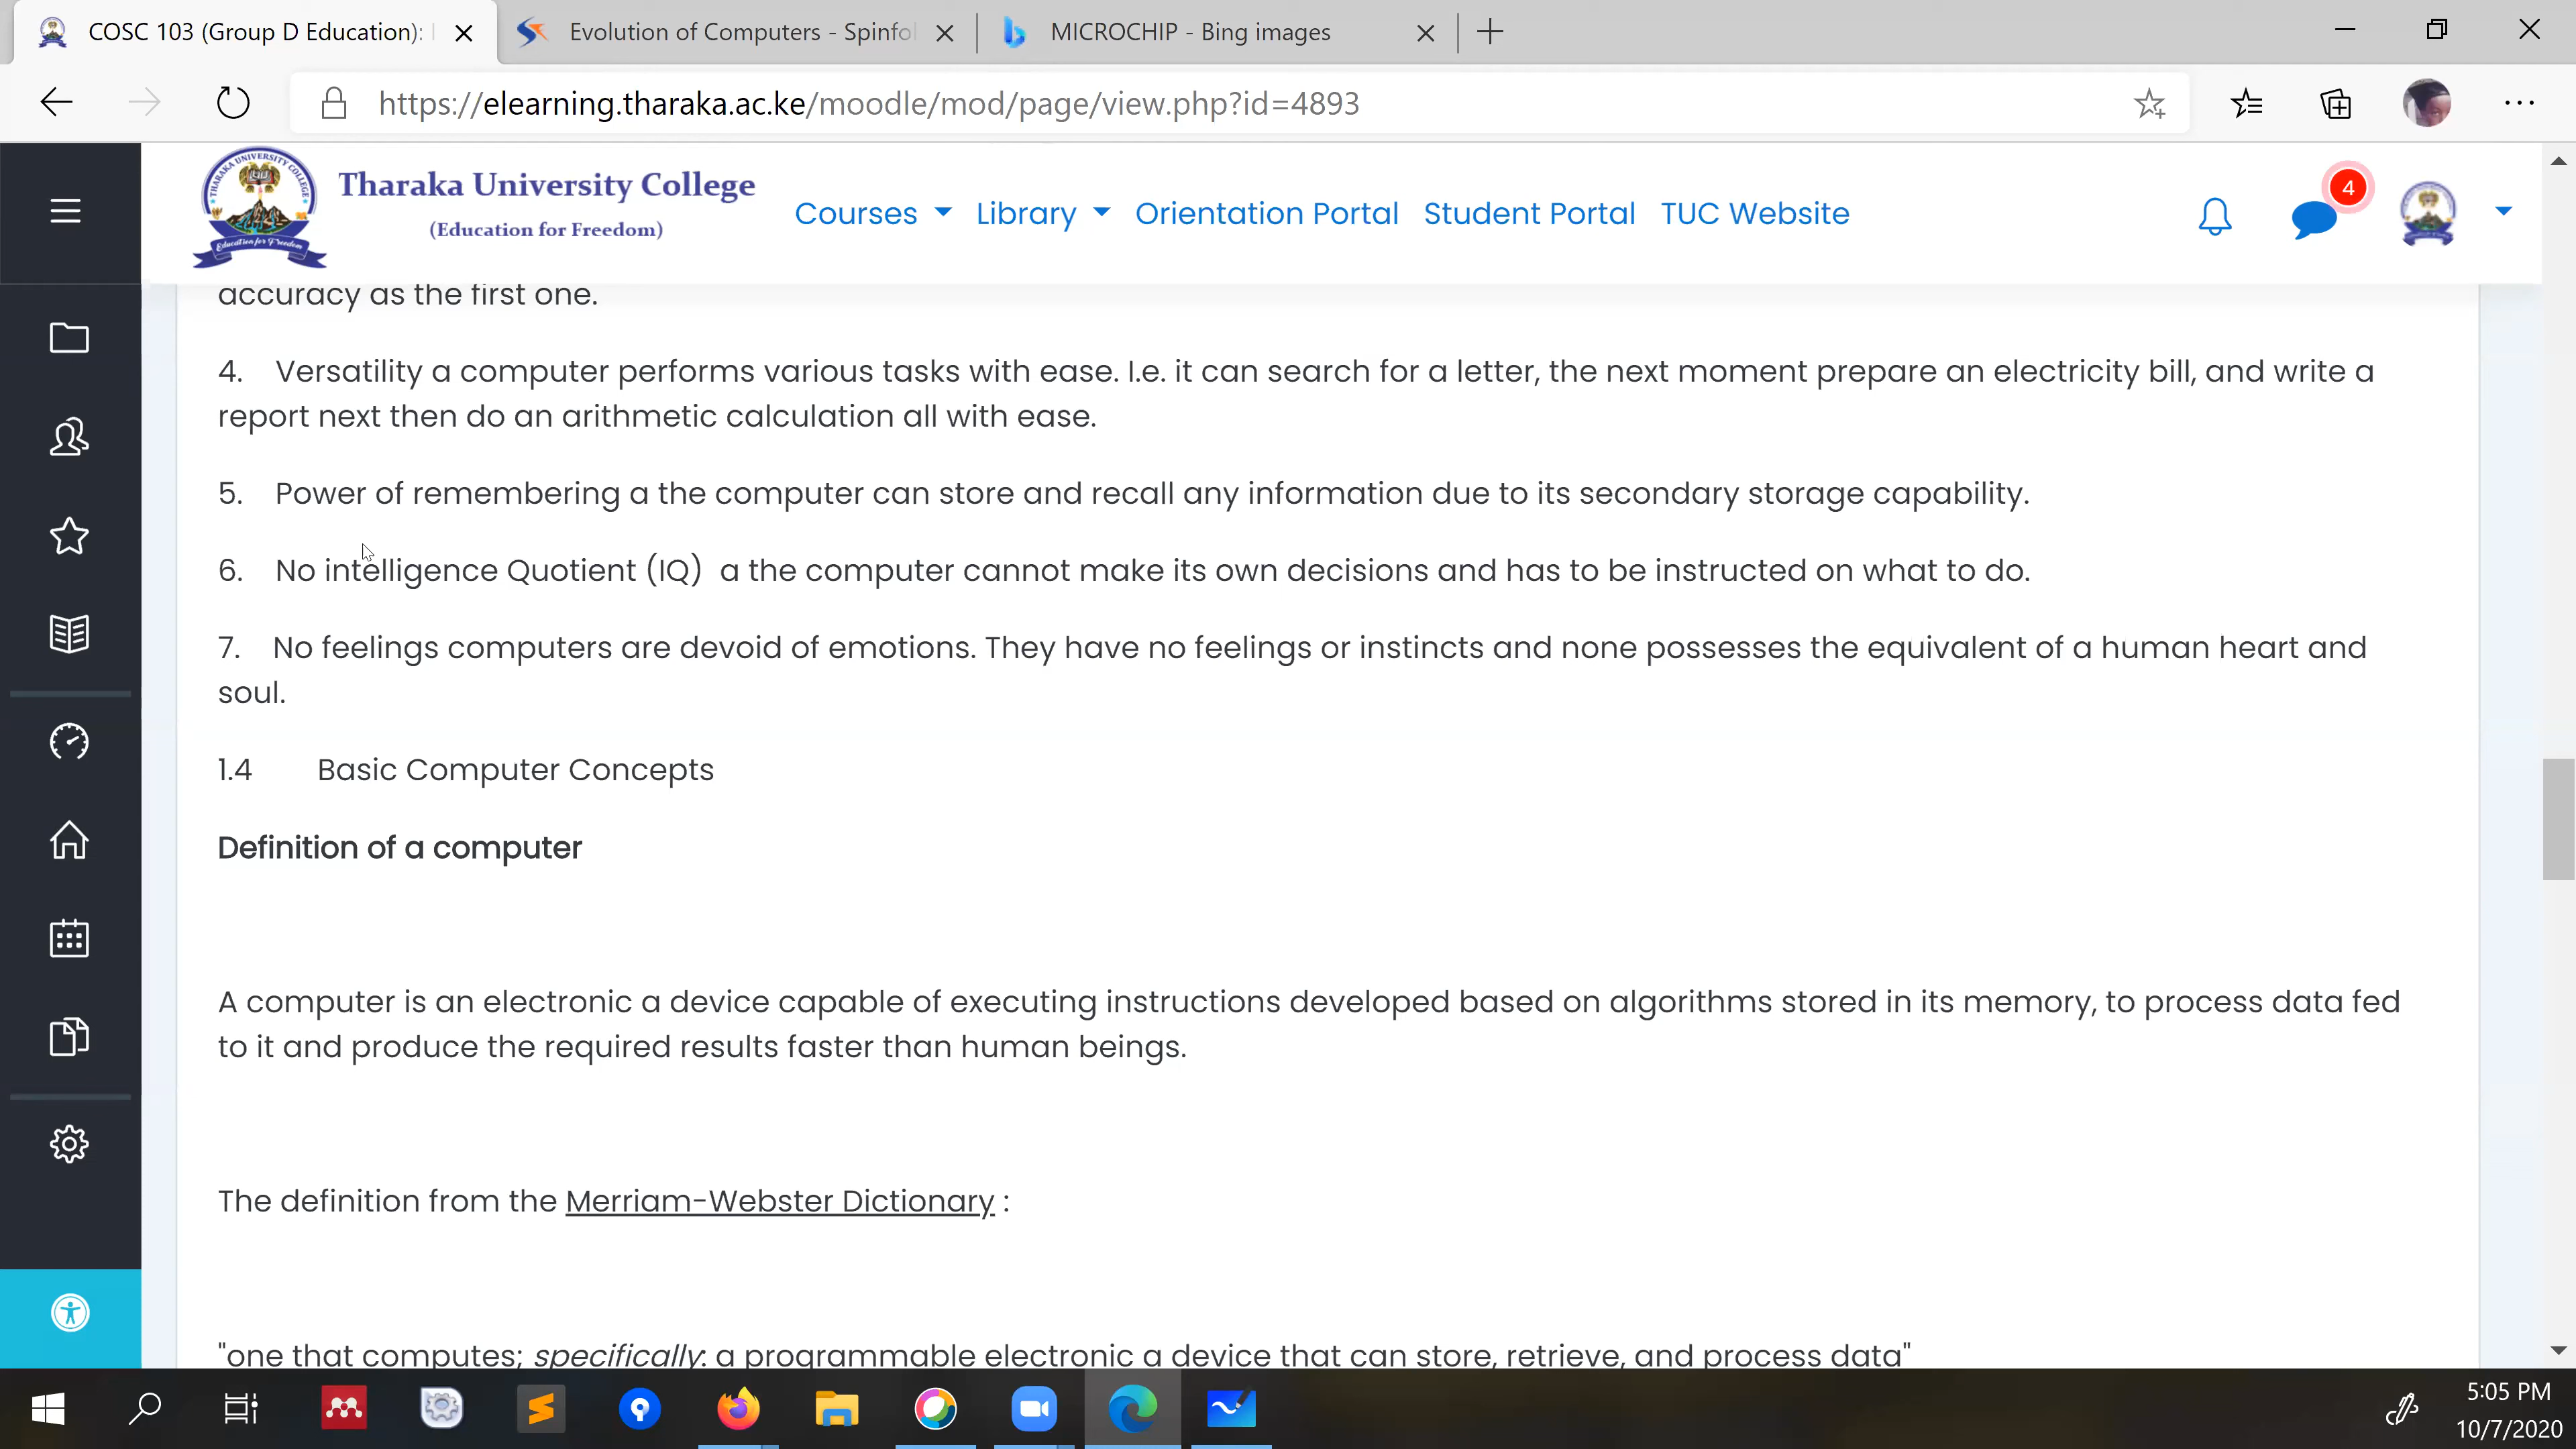 COSC 103 (Group D Education):
Evolution of Computers - Spinfo
MICROCHIP - Bing images
https://elearning.tharaka.ac.ke/moodle/mod/page/view.php?id=4893
THARAKA UNIVERSITY COLLEGE
Education for Freedom
Tharaka University College
(Education for Freedom)
Courses Library Orientation Portal Student Portal TUC Website
4
accuracy as the first one.
4. Versatility a computer performs various tasks with ease. I.e. it can search for a letter, the next moment prepare an electricity bill, and write a
report next then do an arithmetic calculation all with ease.
5. Power of remembering a the computer can store and recall any information due to its secondary storage capability.
6. No intelligence Quotient (IQ) a the computer cannot make its own decisions and has to be instructed on what to do.
7. No feelings computers are devoid of emotions. They have no feelings or instincts and none possesses the equivalent of a human heart and
soul.
1.4 Basic Computer Concepts
Definition of a computer
A computer is an electronic a device capable of executing instructions developed based on algorithms stored in its memory, to process data fed
to it and produce the required results faster than human beings.
The definition from the Merriam-Webster Dictionary :
"one that computes; specifically: a programmable electronic a device that can store, retrieve, and process data"
5:05 PM
10/7/2020